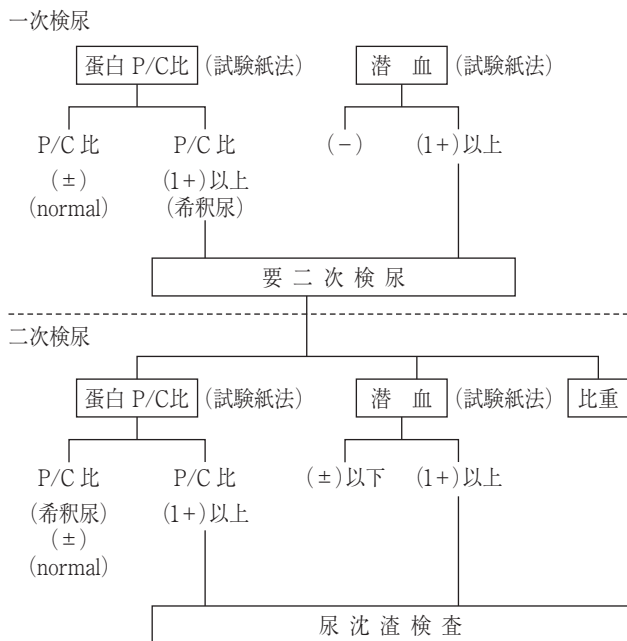 一次検尿
蛋白 P/C比 (試験紙法) 潜 血 (試験紙法)
P/C 比 P/C 比 (−) (1+)以上
(±) (1+)以上
(normal) (希釈尿)
要 二 次 検 尿
二次検尿
蛋白 P/C比 (試験紙法) 潜 血 (試験紙法) 比重
P/C 比 P/C 比 (±)以下 (1+)以上
(希釈尿) (1+)以上
(±)
(normal)
尿 沈 渣 検 査